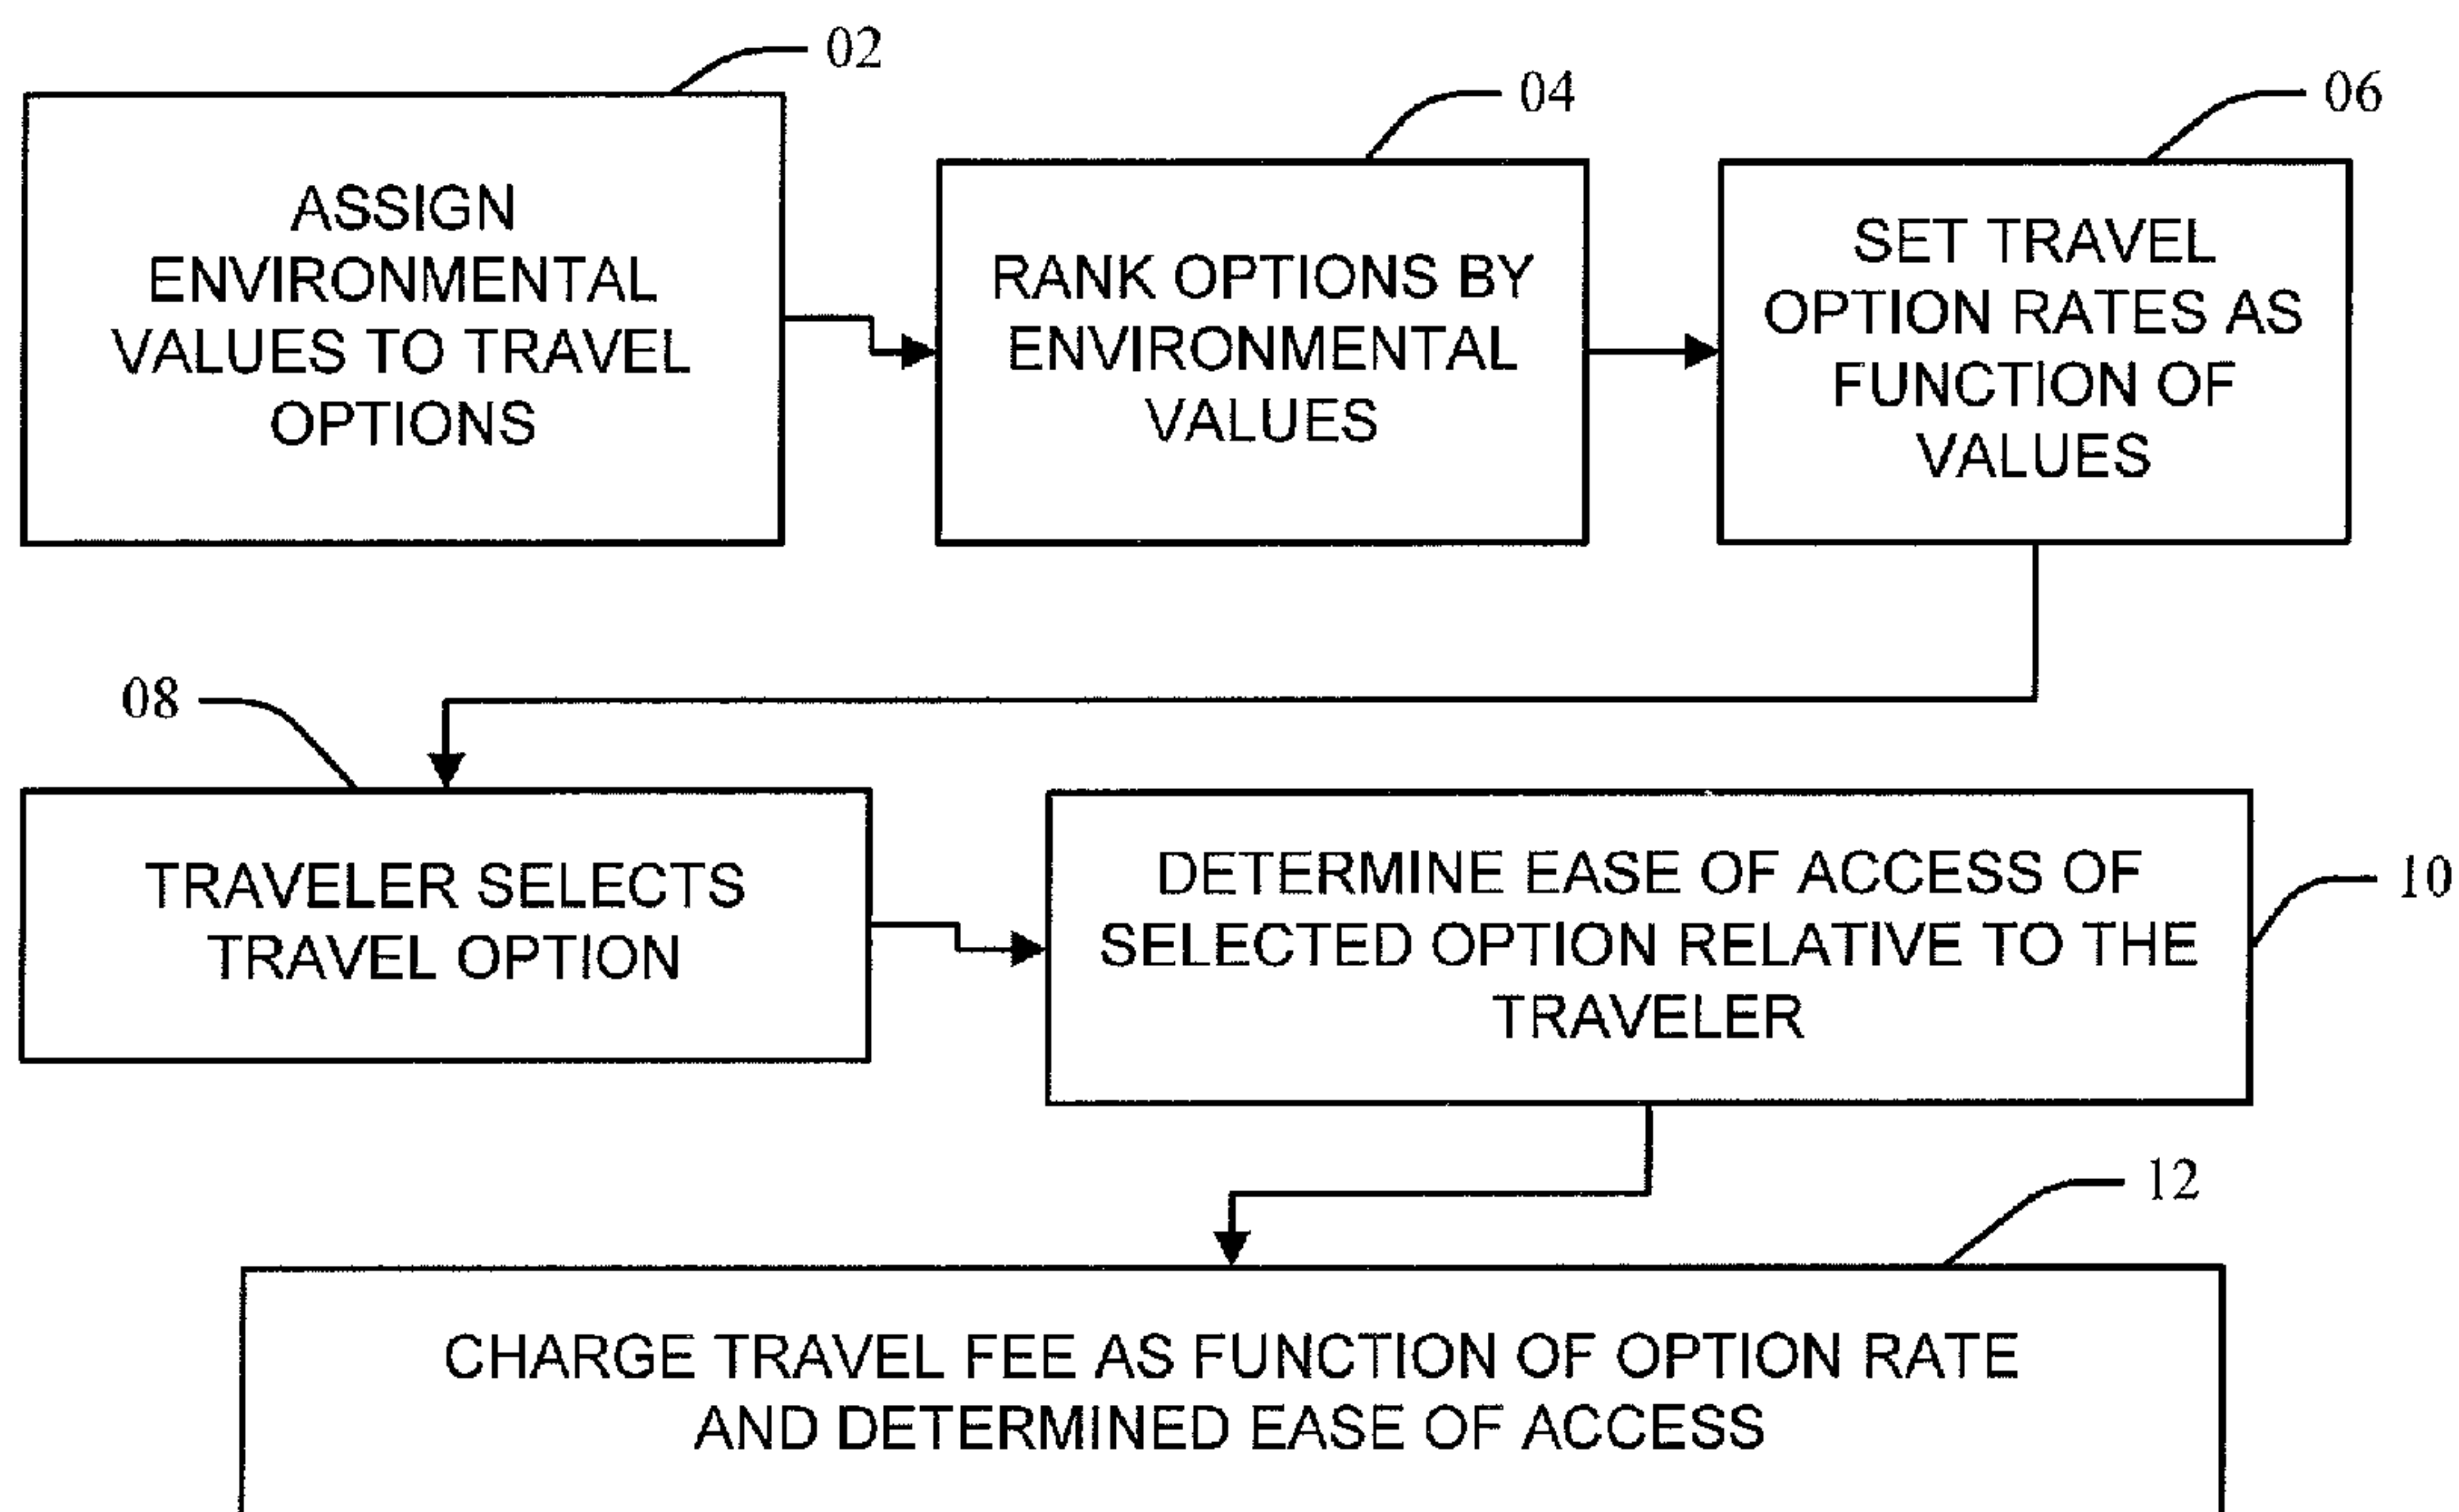 02
04
06
ASSIGN
ENVIRONMENTAL
VALUES TO TRAVEL
OPTIONS
RANK OPTIONS BY
ENVIRONMENTAL
VALUES
SET TRAVEL
OPTION RATES AS
FUNCTION OF
VALUES
08
TRAVELER SELECTS
TRAVEL OPTION
DETERMINE EASE OF ACCESS OF
SELECTED OPTION RELATIVE TO THE
TRAVELER
10
12
CHARGE TRAVEL FEE AS FUNCTION OF OPTION RATE
AND DETERMINED EASE OF ACCESS